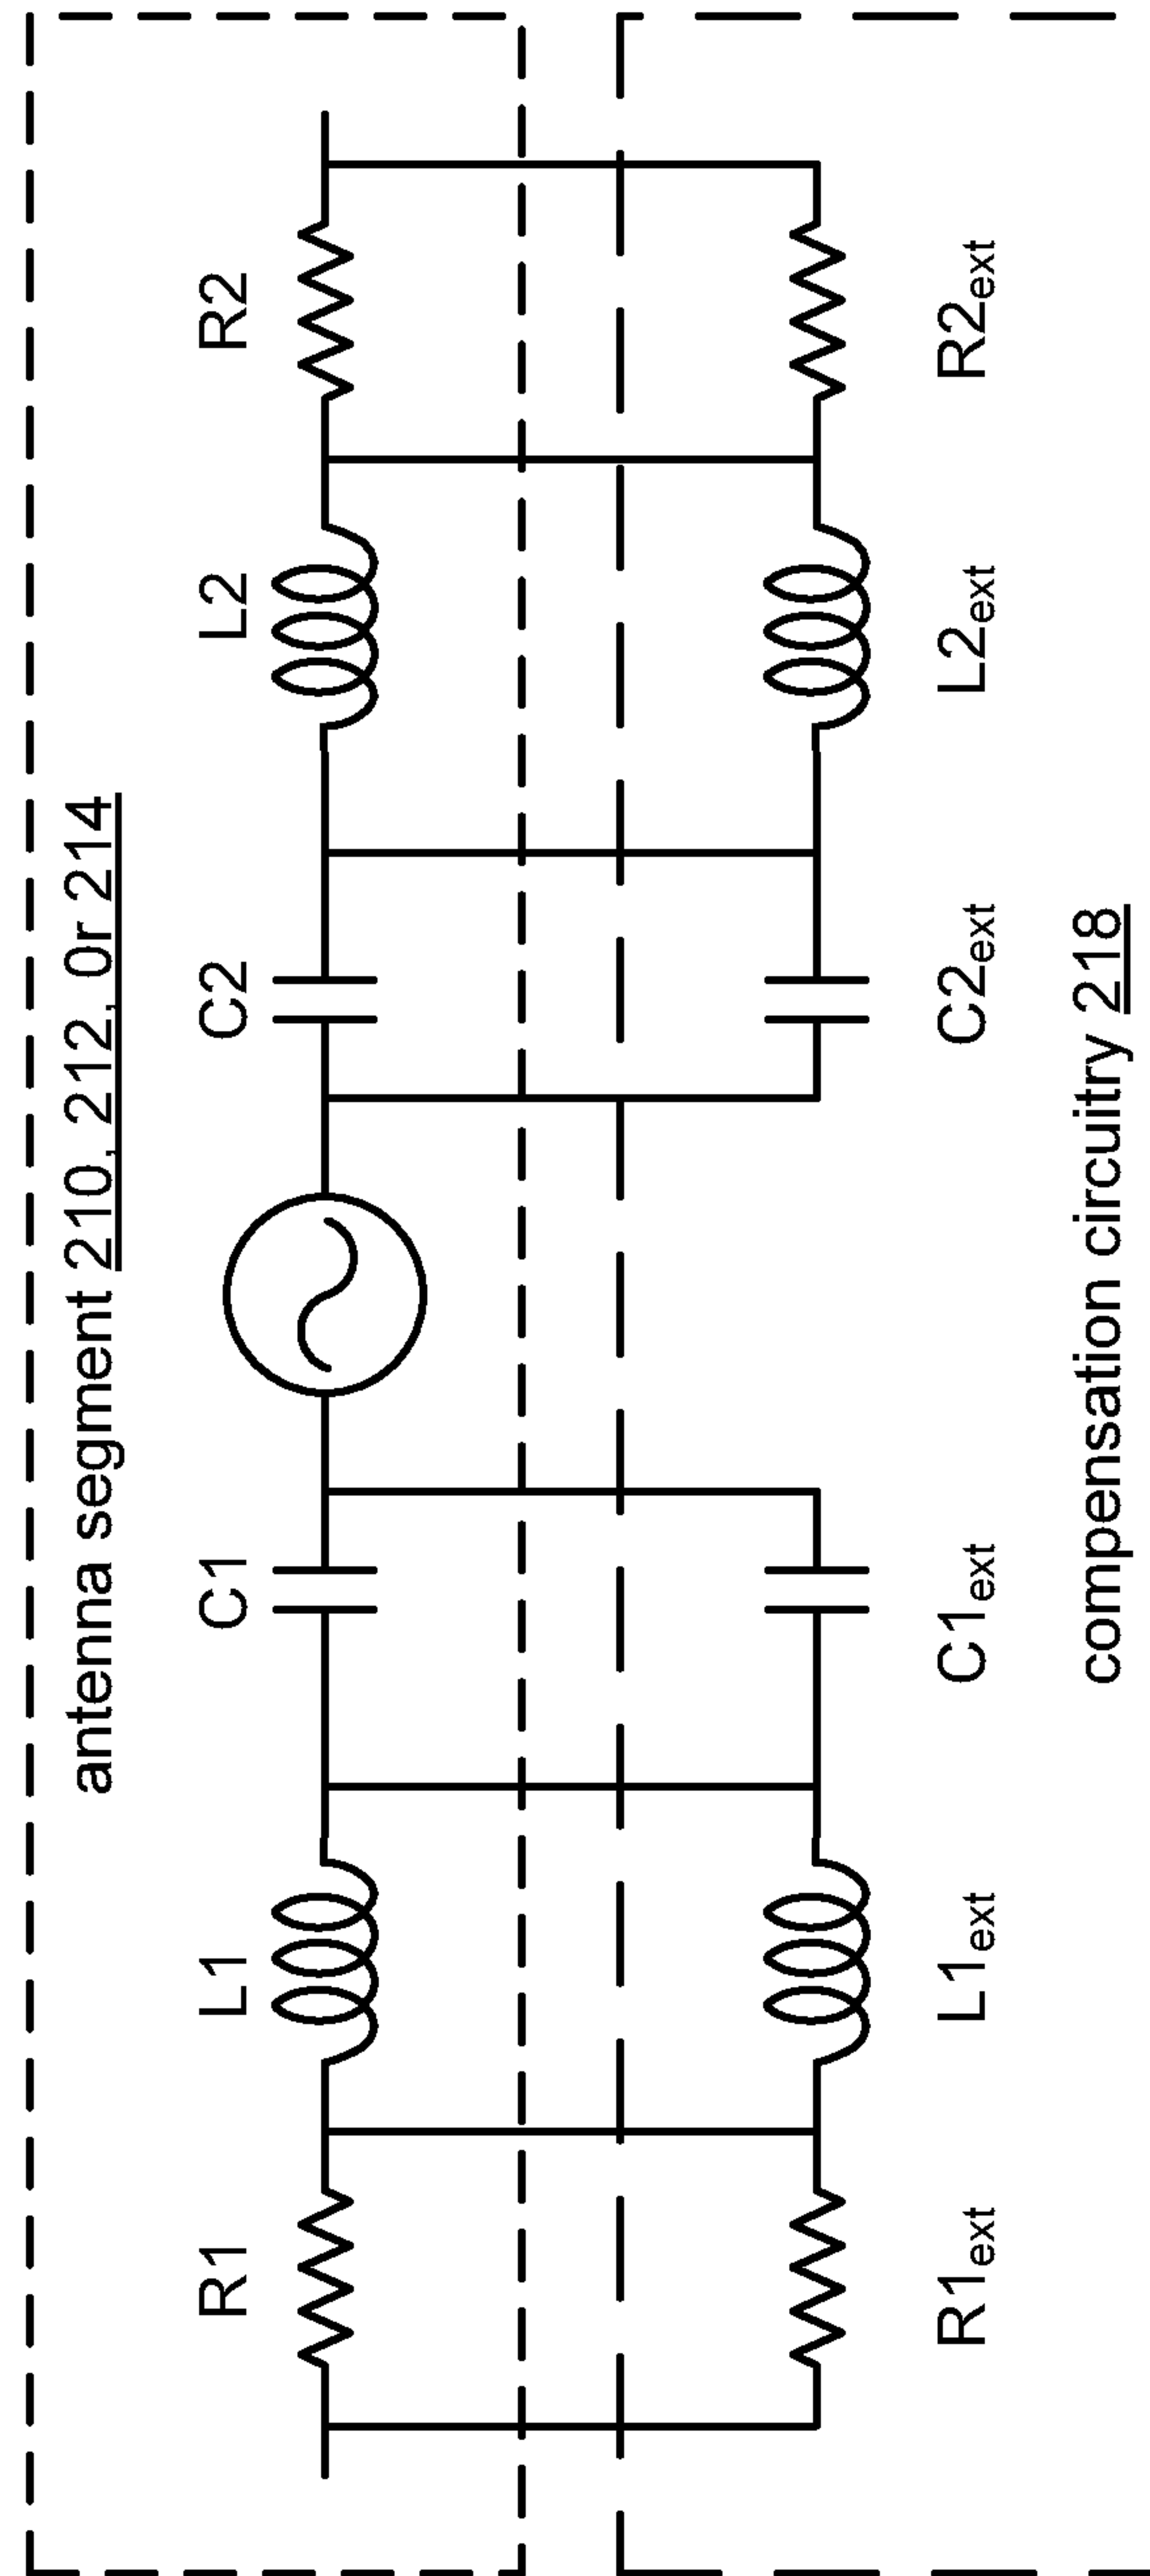 antenna segment 210, 212, 0r 214
R1
L1
C1
C2
L2
R2
R1ext
L1ext
C1ext
C2ext
L2ext
R2ext
compensation circuitry 218